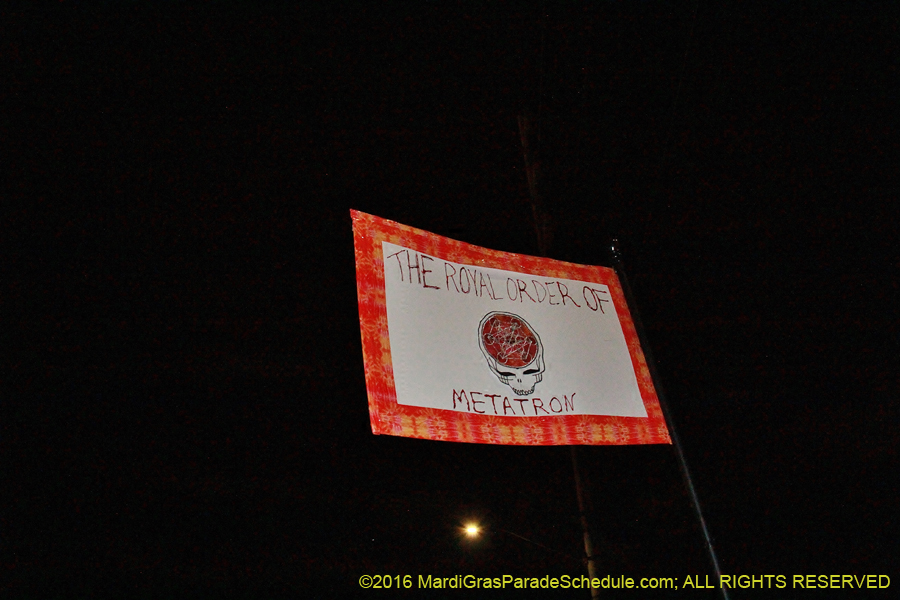 THE ROYAL ORDER OF
METATRON
©2016 MardiGrasParadeSchedule.com; ALL RIGHTS RESERVED